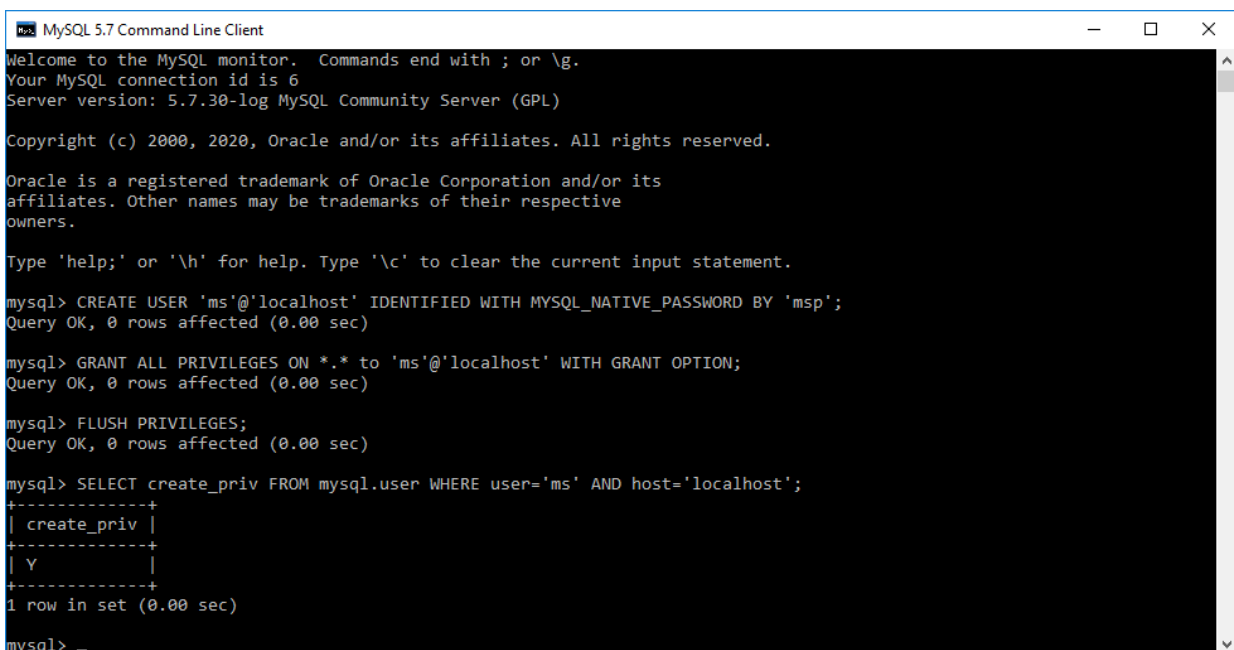 MySQL 5.7 Command Line Client
Welcome to the MySQL monitor.  Commands end with ; or \g.
Your MySQL connection id is 6
Server version: 5.7.30-log MySQL Community Server (GPL)
Copyright (c) 2000, 2020, Oracle and/or its affiliates. All rights reserved.
Oracle is a registered trademark of Oracle Corporation and/or its
affiliates. Other names may be trademarks of their respective
owners.
Type 'help;' or '\h' for help. Type '\c' to clear the current input statement.
mysql> CREATE USER 'ms'@'localhost' IDENTIFIED WITH MYSQL_NATIVE_PASSWORD BY 'msp';
Query OK, 0 rows affected (0.00 sec)
mysql> GRANT ALL PRIVILEGES ON *.* to 'ms'@'localhost' WITH GRANT OPTION;
Query OK, 0 rows affected (0.00 sec)
mysql> FLUSH PRIVILEGES;
Query OK, 0 rows affected (0.00 sec)
mysql> SELECT create_priv FROM mysql.user WHERE user='ms' AND host='localhost';
+-------------+
| create_priv |
+-------------+
| Y           |
+-------------+
1 row in set (0.00 sec)
mysql> _